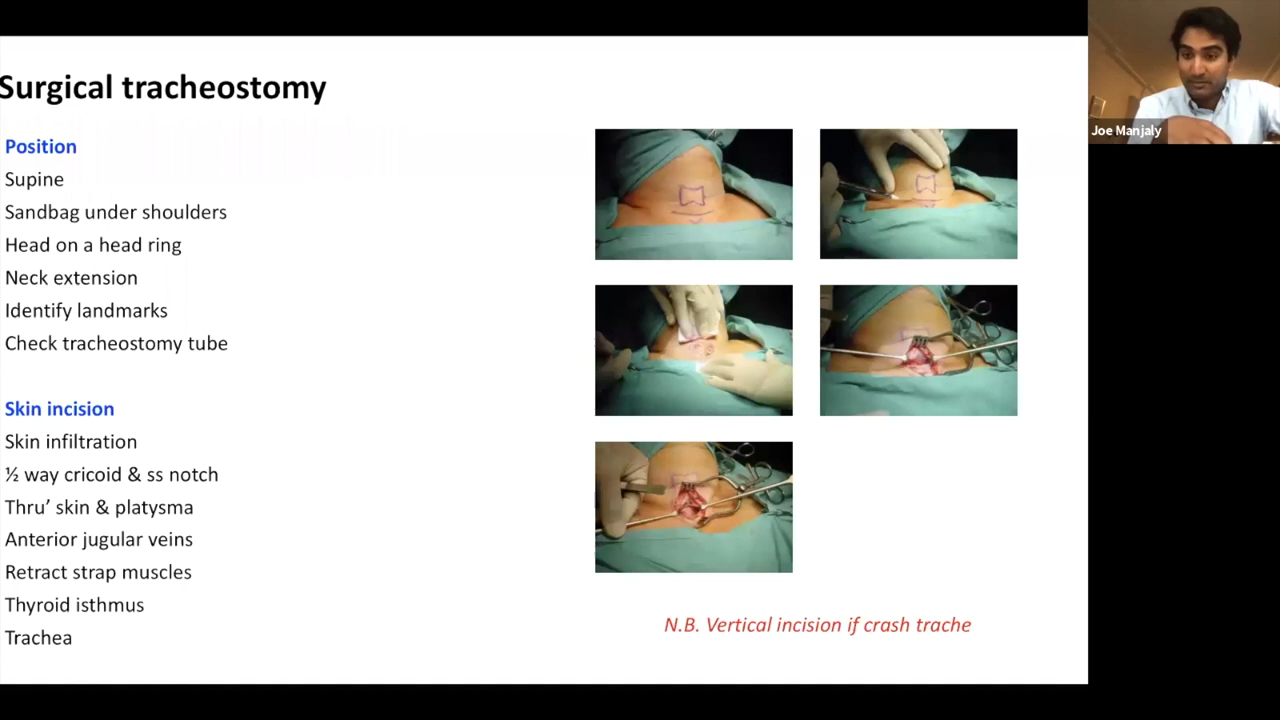 Surgical tracheostomy
Position
Supine
Sandbag under shoulders
Head on a head ring
Neck extension
Identify landmarks
Check tracheostomy tube
Skin incision
Skin infiltration
½ way cricoid & ss notch
Thru’ skin & platysma
Anterior jugular veins
Retract strap muscles
Thyroid isthmus
Trachea
N.B. Vertical incision if crash trache
Joe Manjaly